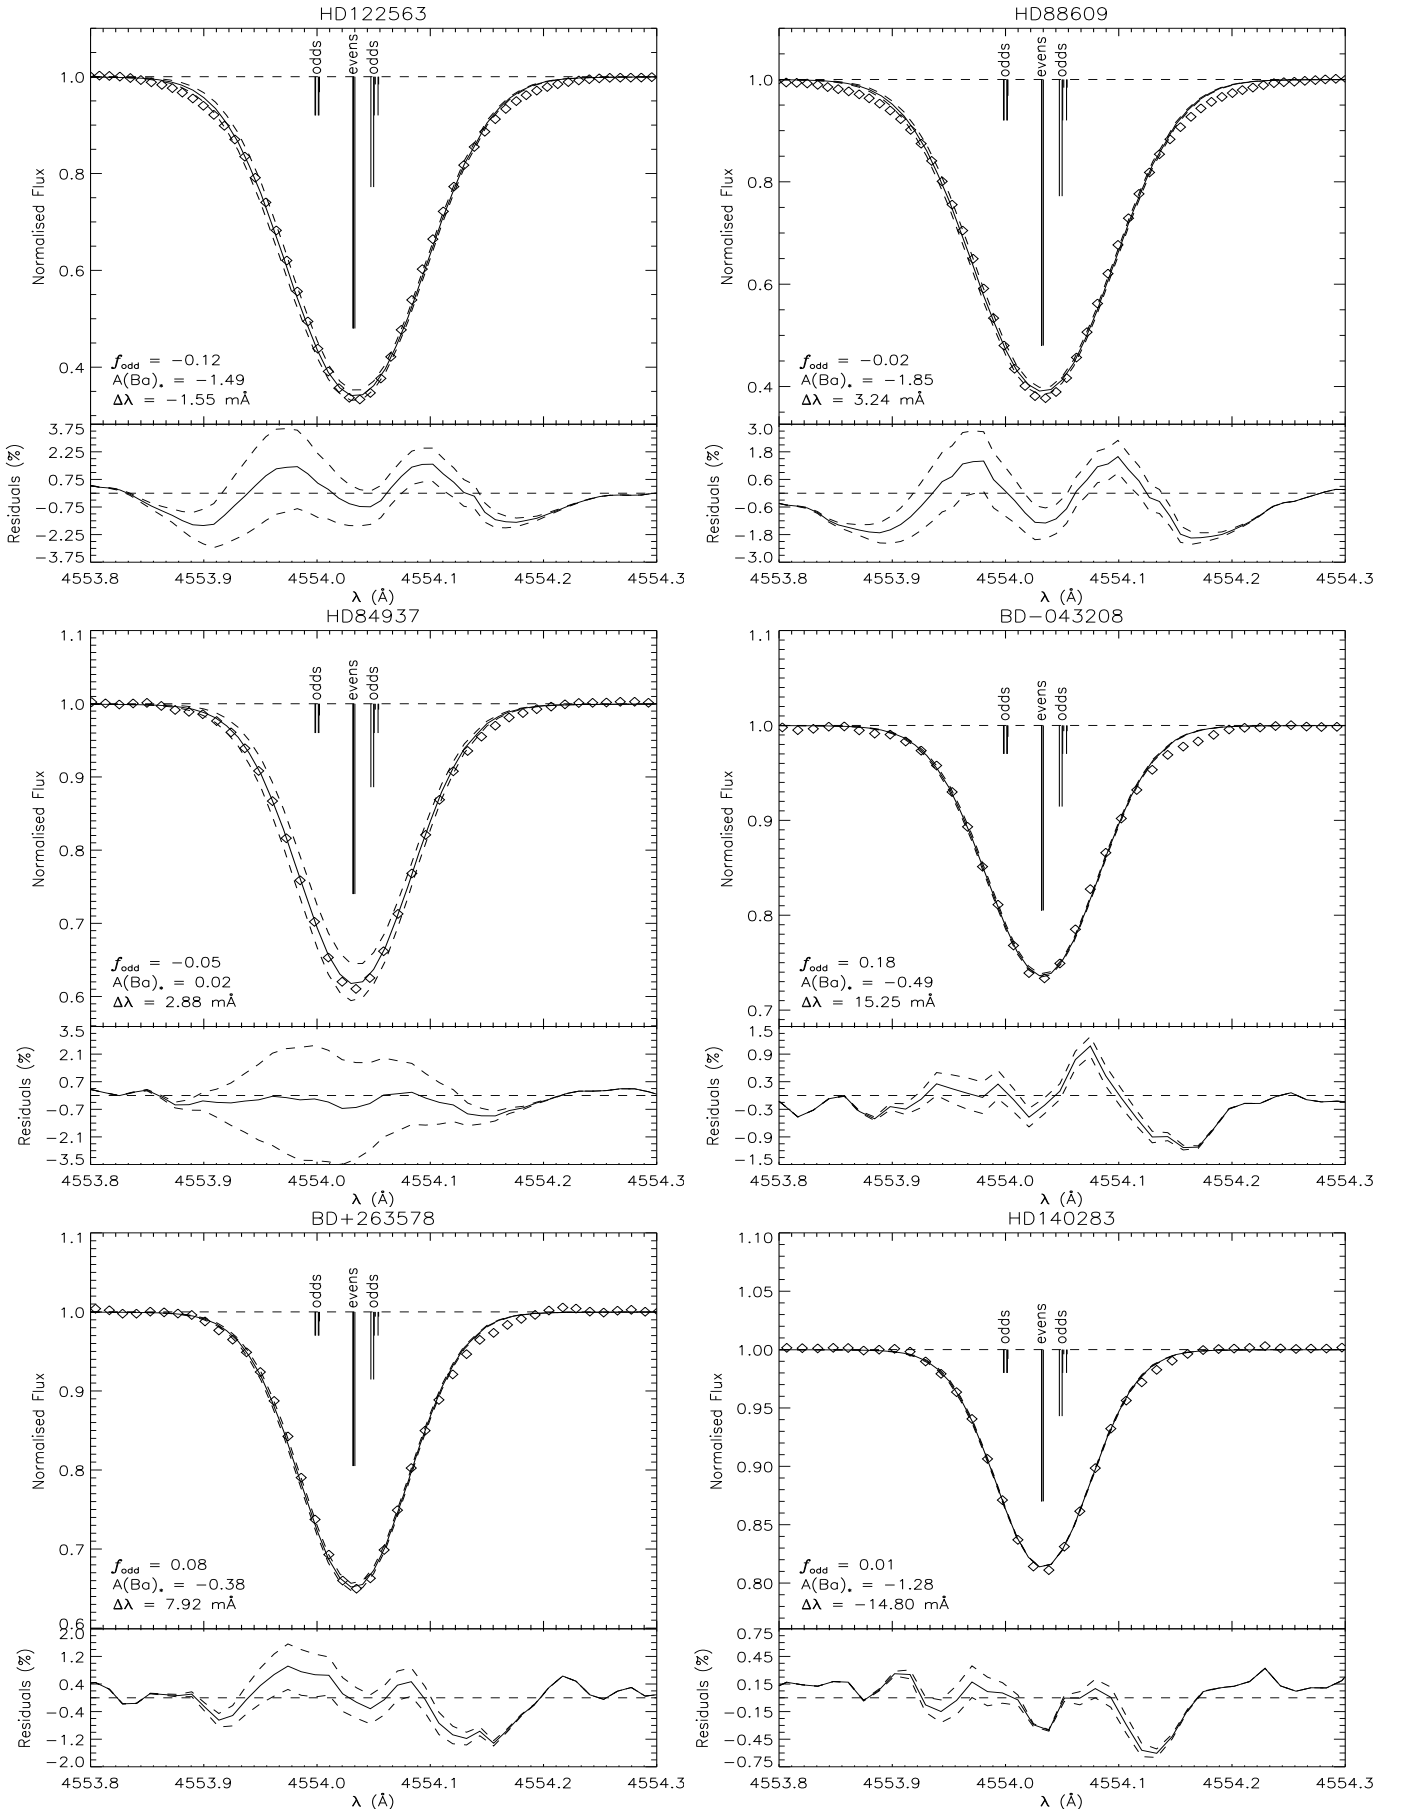 HD122563
odds
evens
odds
1.0
0.8
0.6
0.4
Normalised Flux
fodd = −0.12
A(Ba)* = −1.49
Δλ = −1.55 mÅ
3.75
2.25
0.75
−0.75
−2.25
−3.75
Residuals (%)
4553.8 4553.9 4554.0 4554.1 4554.2 4554.3
λ (Å)
HD88609
odds
evens
odds
1.0
0.8
0.6
0.4
Normalised Flux
fodd = −0.02
A(Ba)* = −1.85
Δλ = 3.24 mÅ
3.0
1.8
0.6
−0.6
−1.8
−3.0
Residuals (%)
4553.8 4553.9 4554.0 4554.1 4554.2 4554.3
λ (Å)
HD84937
1.1
odds
evens
odds
1.0
0.9
0.8
0.7
0.6
Normalised Flux
fodd = −0.05
A(Ba)* = 0.02
Δλ = 2.88 mÅ
3.5
2.1
0.7
−0.7
−2.1
−3.5
Residuals (%)
4553.8 4553.9 4554.0 4554.1 4554.2 4554.3
λ (Å)
BD−043208
1.1
odds
evens
odds
1.0
0.9
0.8
0.7
Normalised Flux
fodd = 0.18
A(Ba)* = −0.49
Δλ = 15.25 mÅ
1.5
0.9
0.3
−0.3
−0.9
−1.5
Residuals (%)
4553.8 4553.9 4554.0 4554.1 4554.2 4554.3
λ (Å)
BD+263578
1.1
odds
evens
odds
1.0
0.9
0.8
0.7
0.6
Normalised Flux
fodd = 0.08
A(Ba)* = −0.38
Δλ = 7.92 mÅ
2.0
1.2
0.4
−0.4
−1.2
−2.0
Residuals (%)
4553.8 4553.9 4554.0 4554.1 4554.2 4554.3
λ (Å)
HD140283
1.10
1.05
odds
evens
odds
1.00
0.95
0.90
0.85
0.80
Normalised Flux
fodd = 0.01
A(Ba)* = −1.28
Δλ = −14.80 mÅ
0.75
0.45
0.15
−0.15
−0.45
−0.75
Residuals (%)
4553.8 4553.9 4554.0 4554.1 4554.2 4554.3
λ (Å)